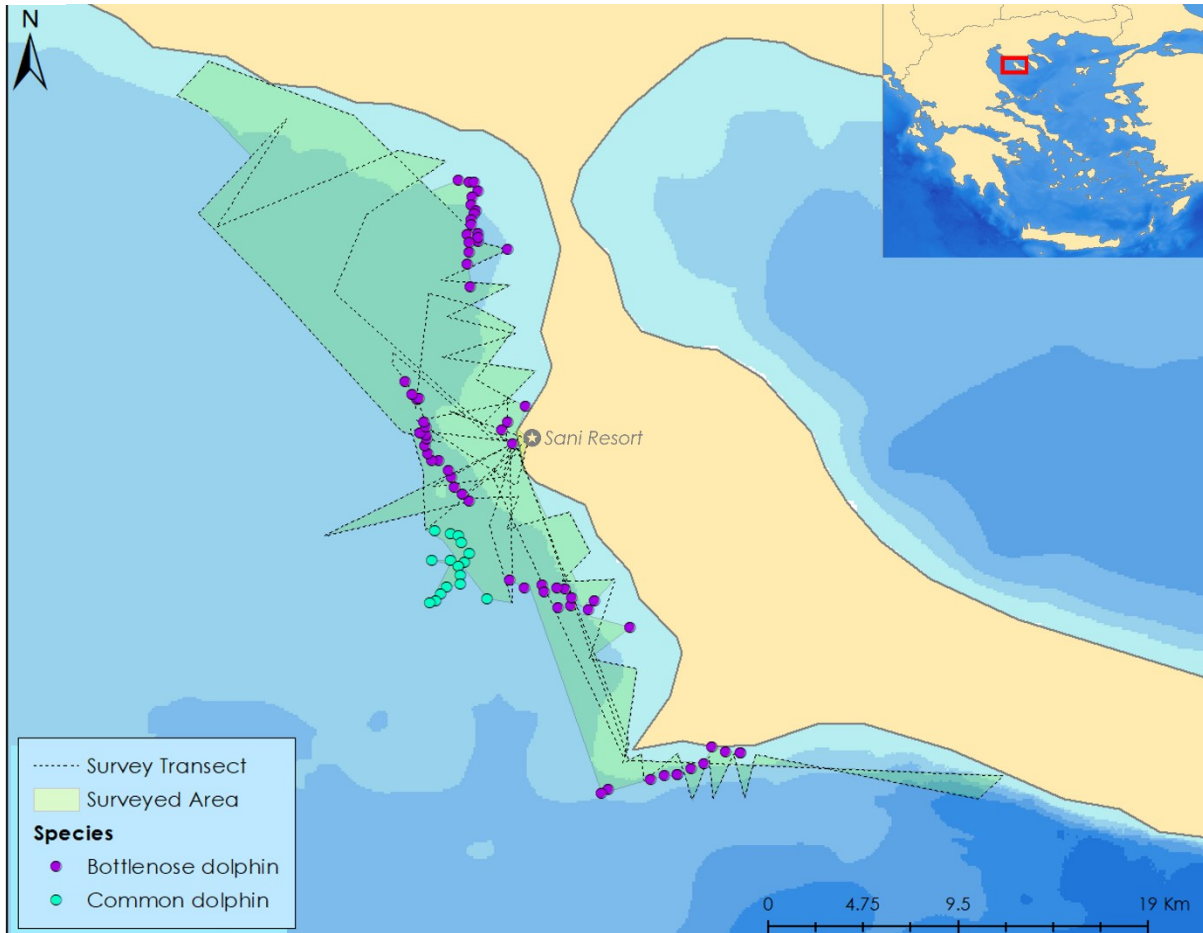 N
Sani Resort
Survey Transect
Surveyed Area
Species
Bottlenose dolphin
Common dolphin
0 4.75 9.5 19 Km